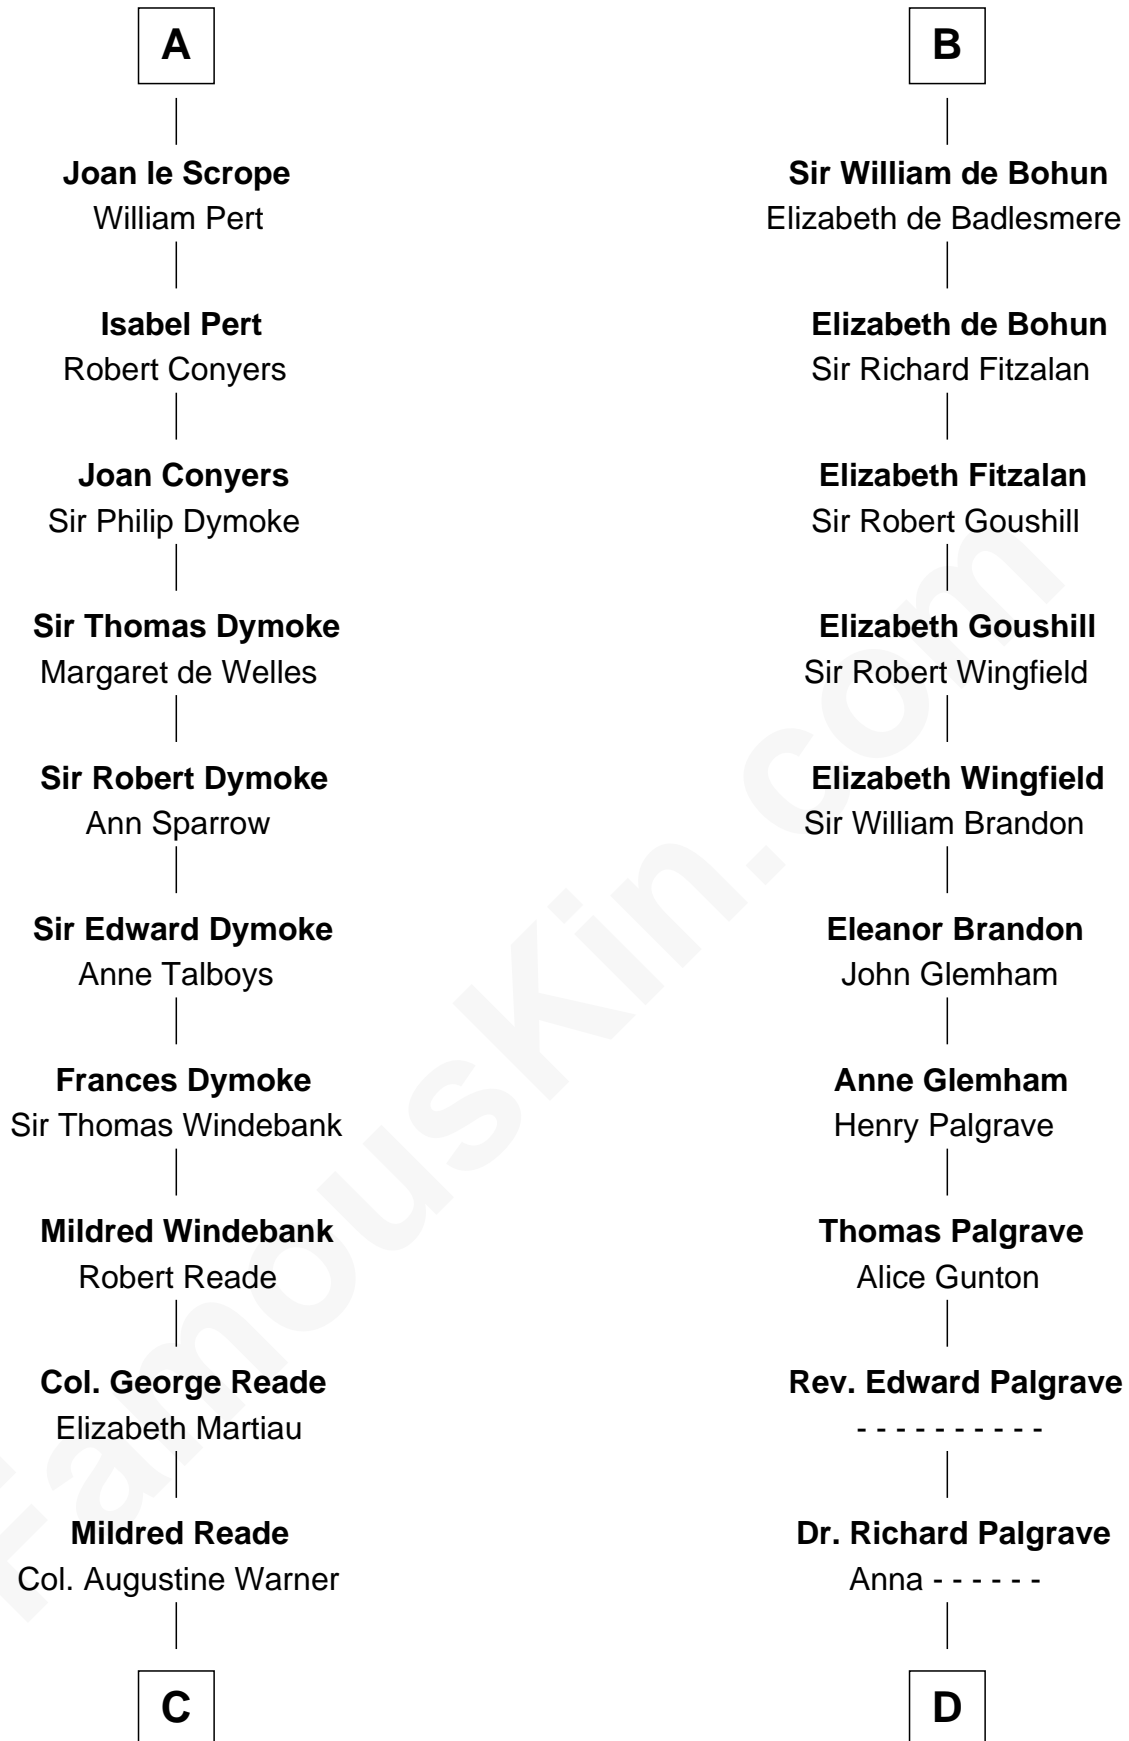 A
Joan le Scrope
William Pert
Isabel Pert
Robert Conyers
Joan Conyers
Sir Philip Dymoke
Sir Thomas Dymoke
Margaret de Welles
Sir Robert Dymoke
Ann Sparrow
Sir Edward Dymoke
Anne Talboys
Frances Dymoke
Sir Thomas Windebank
Mildred Windebank
Robert Reade
Col. George Reade
Elizabeth Martiau
Mildred Reade
Col. Augustine Warner
C
B
Sir William de Bohun
Elizabeth de Badlesmere
Elizabeth de Bohun
Sir Richard Fitzalan
Elizabeth Fitzalan
Sir Robert Goushill
Elizabeth Goushill
Sir Robert Wingfield
Elizabeth Wingfield
Sir William Brandon
Eleanor Brandon
John Glemham
Anne Glemham
Henry Palgrave
Thomas Palgrave
Alice Gunton
Rev. Edward Palgrave
- - - - - - - - - -
Dr. Richard Palgrave
Anna - - - - - -
D
FamousKin.com